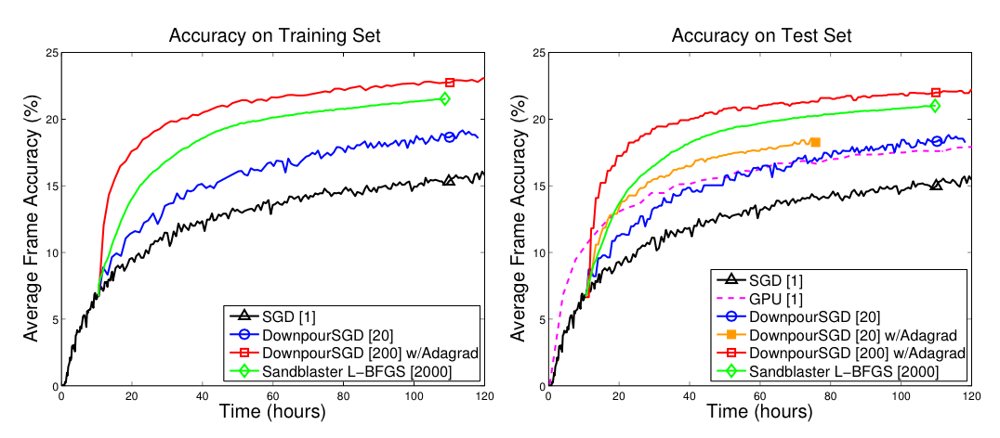 Accuracy on Training Set
Average Frame Accuracy (%)
25
20
15
10
5
0
SGD [1]
DownpourSGD [20]
DownpourSGD [200] w/Adagrad
Sandblaster L−BFGS [2000]
0 20 40 60 80 100 120
Time (hours)
Accuracy on Test Set
Average Frame Accuracy (%)
25
20
15
10
5
0
SGD [1]
GPU [1]
DownpourSGD [20]
DownpourSGD [20] w/Adagrad
DownpourSGD [200] w/Adagrad
Sandblaster L−BFGS [2000]
0 20 40 60 80 100 120
Time (hours)